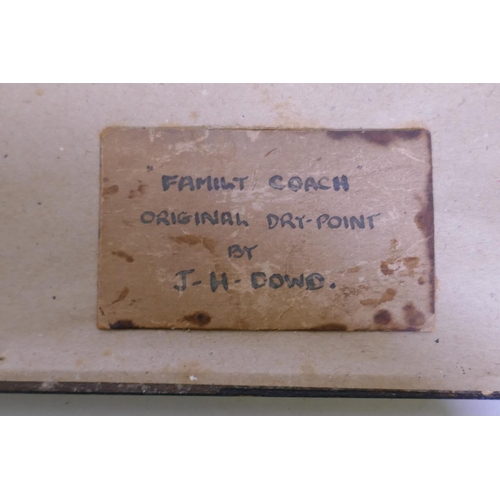 "FAMILY COACH"
ORIGINAL DRY-POINT
BY
J-H-DOWD.